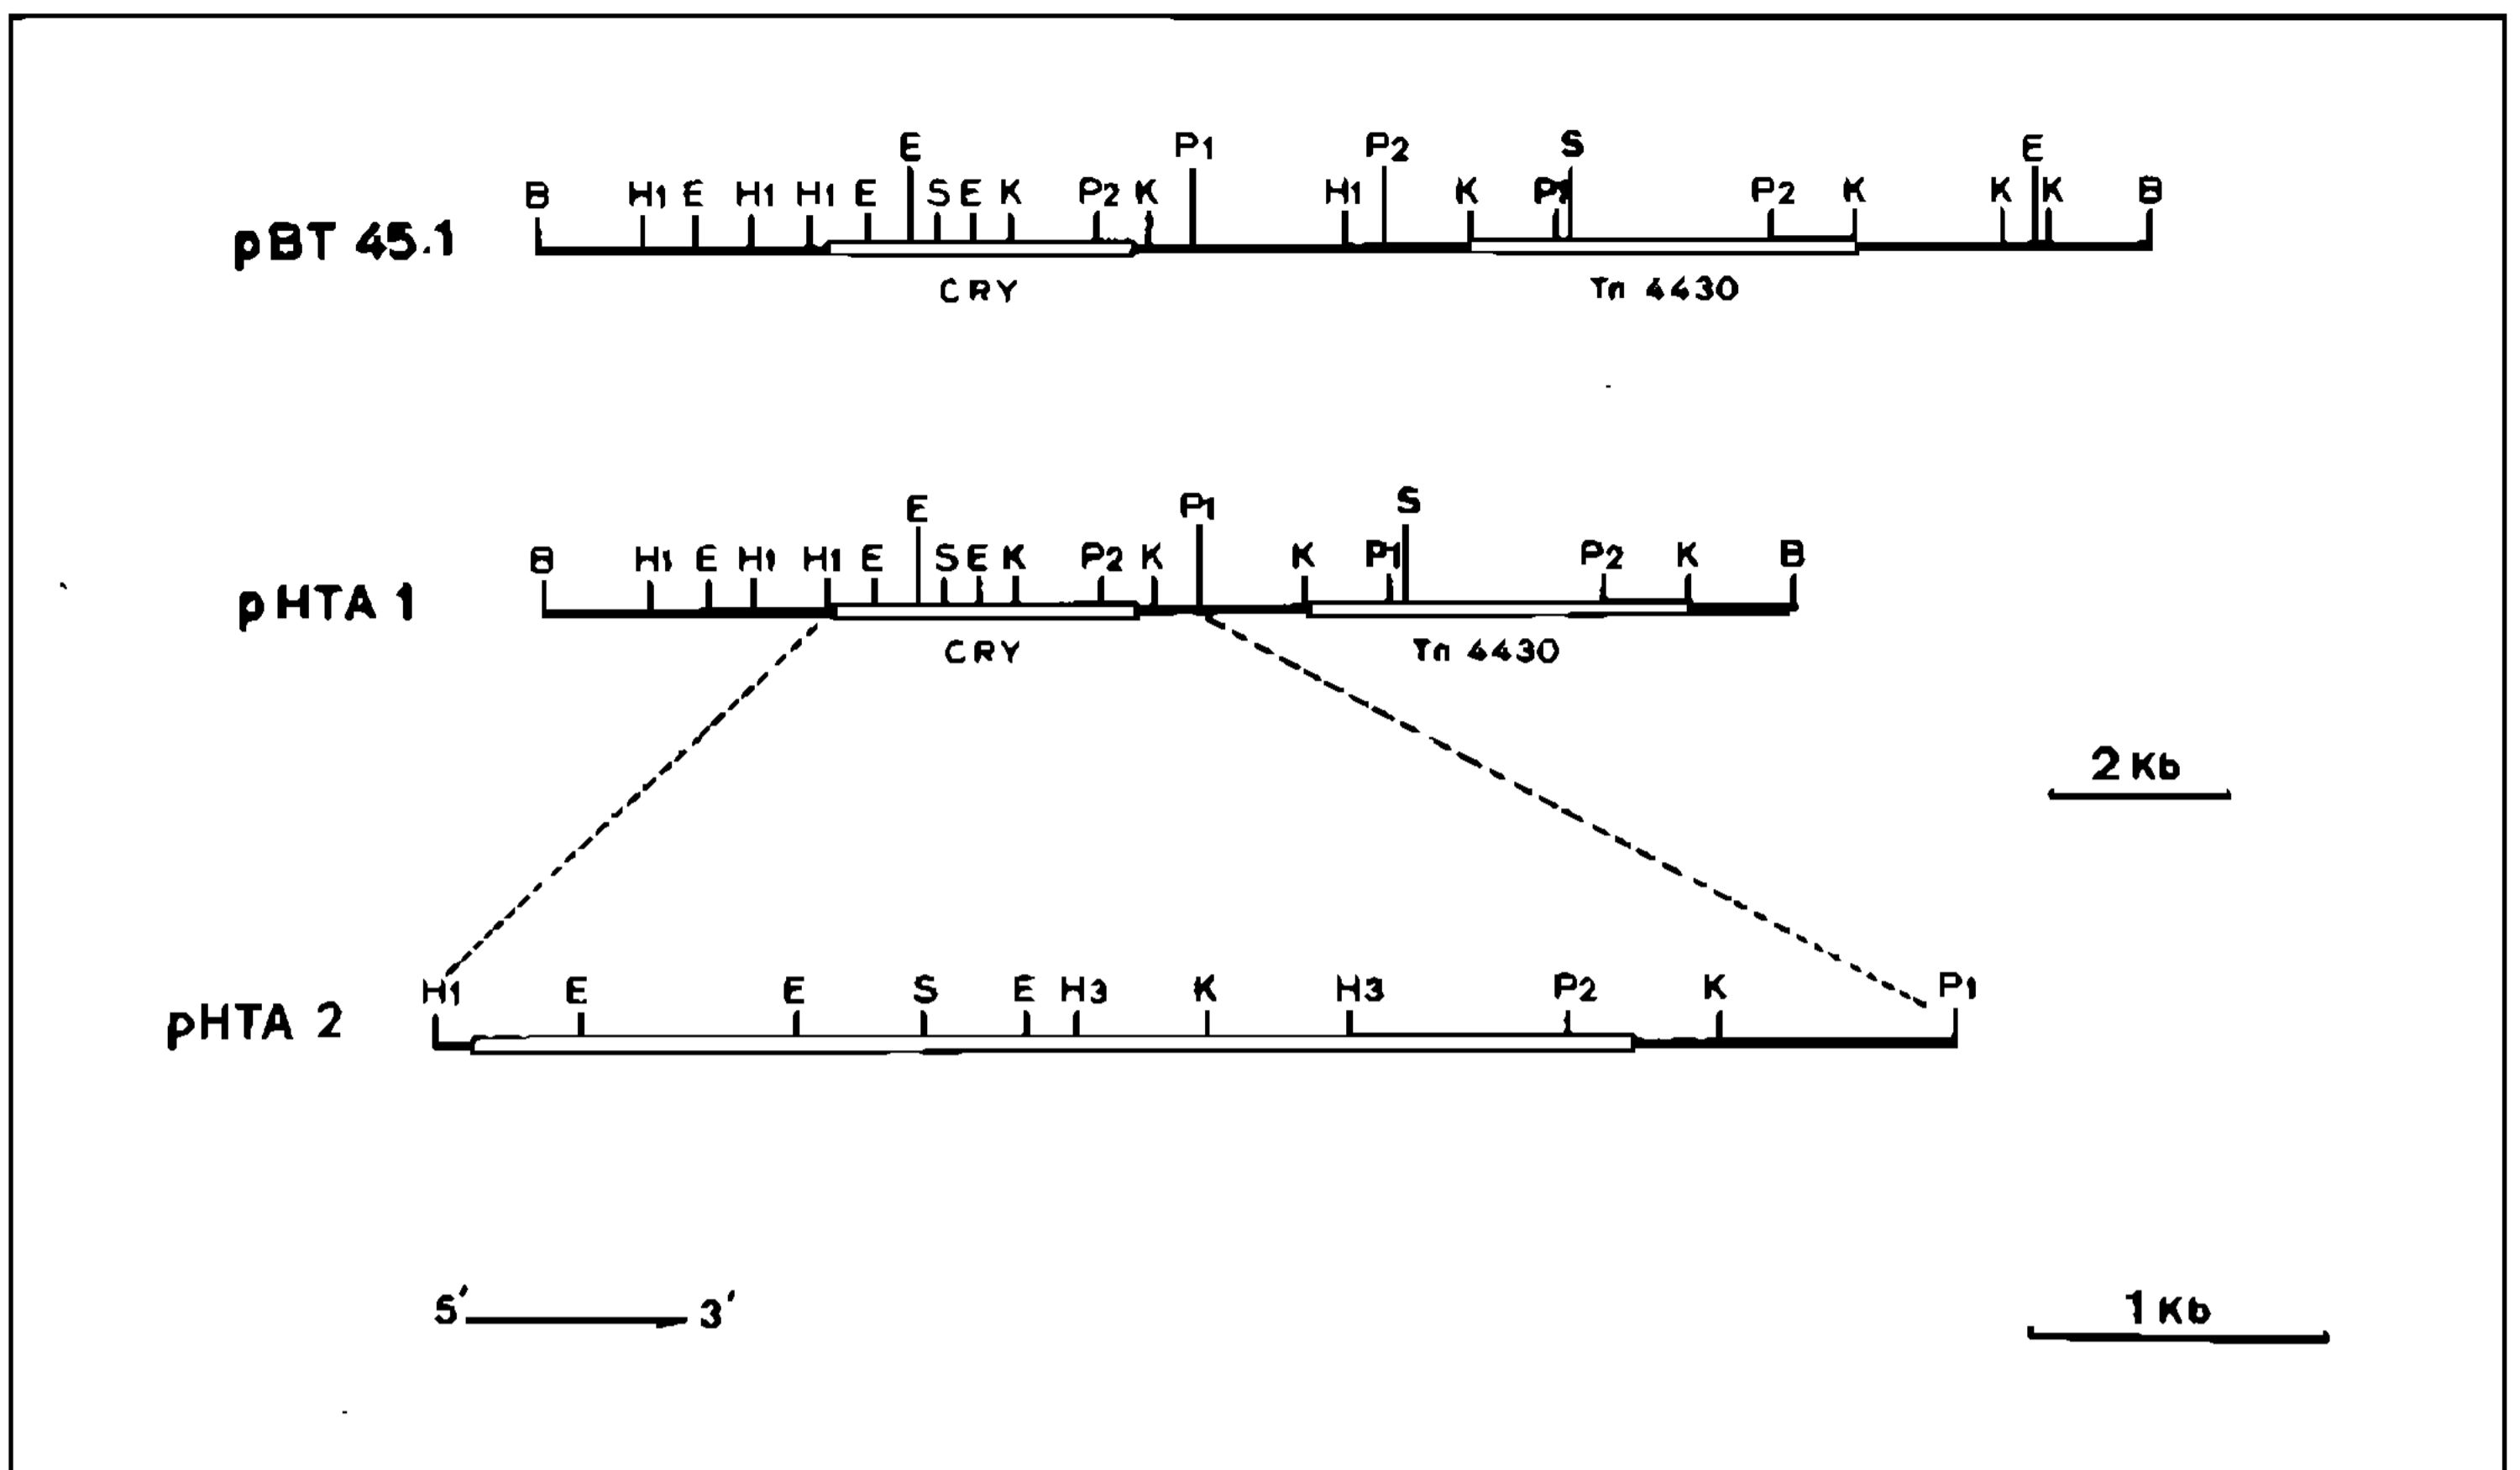 E P1 P2 S E
B H1 E H1 H1 E S E K P2 K H1 K P1 P2 K K K B
pBT 45.1
CRY Tn 4430
E P1 S
B H1 E H1 H1 E S E K P2 K K P1 P2 K B
pHTA 1
CRY Tn 4430
2 Kb
H1 E E S E H3 K H3 P2 K P1
pHTA 2
5' 3'
1 Kb